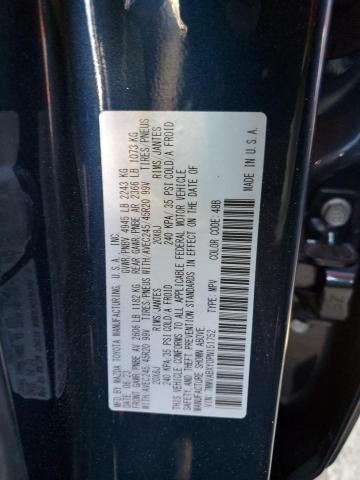 MFD BY: MAZDA TOYOTA MANUFACTURING, U.S.A., INC.
DATE: 06/23 GVWR/PNBV 4945 LB 2243 KG
FRONT GAWR/PNBE AV 2606 LB 1182 KG REAR GAWR/PNBE AR 2366 LB 1073 KG
WITH/AVEC245/45R20 99V TIRES/PNEUS WITH/AVEC245/45R20 99V TIRES/PNEUS
20X8J RIMS/JANTES 20X8J RIMS/JANTES
240 KPA/35 PSI COLD/A FROID 240 KPA/35 PSI COLD/A FROID
THIS VEHICLE CONFORMS TO ALL APPLICABLE FEDERAL MOTOR VEHICLE
SAFETY AND THEFT PREVENTION STANDARDS IN EFFECT ON THE DATE OF
MANUFACTURE SHOWN ABOVE.
COLOR CODE 48B MADE IN U.S.A.
TYPE: MPV